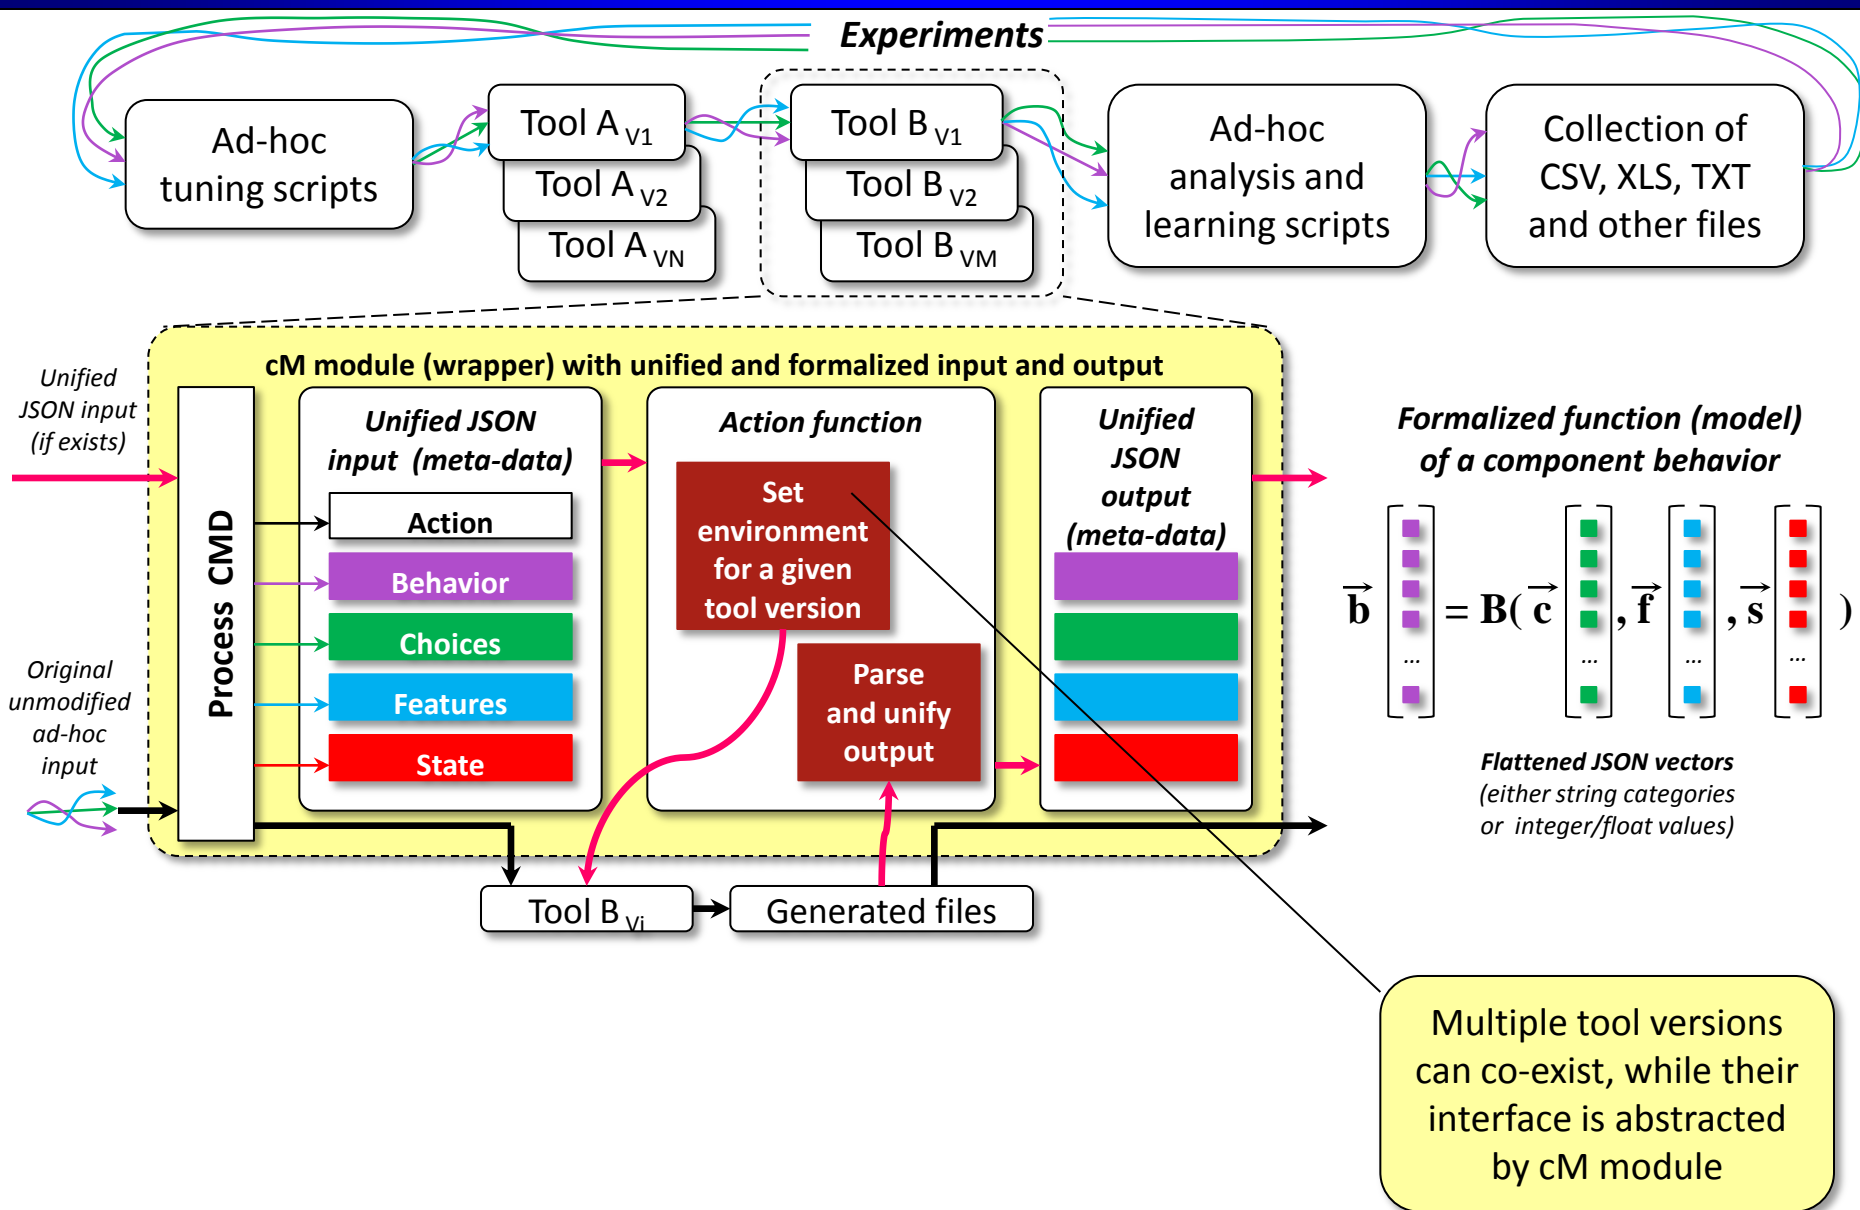 Experiments
Ad-hoc
tuning scripts
Tool A V1
Tool A V2
Tool A VN
Tool B V1
Tool B V2
Tool B VM
Ad-hoc
analysis and
learning scripts
Collection of
CSV, XLS, TXT
and other files
cM module (wrapper) with unified and formalized input and output
Unified
JSON input
(if exists)
Original
unmodified
ad-hoc
input
Process CMD
Unified JSON
input (meta-data)
Action
Behavior
Choices
Features
State
Action function
Set
environment
for a given
tool version
Parse
and unify
output
Unified
JSON
output
(meta-data)
Tool B Vi
Generated files
Formalized function (model)
of a component behavior
b ... = B( c ... , f ... , s ... )
Flattened JSON vectors
(either string categories
or integer/float values)
Multiple tool versions
can co-exist, while their
interface is abstracted
by cM module